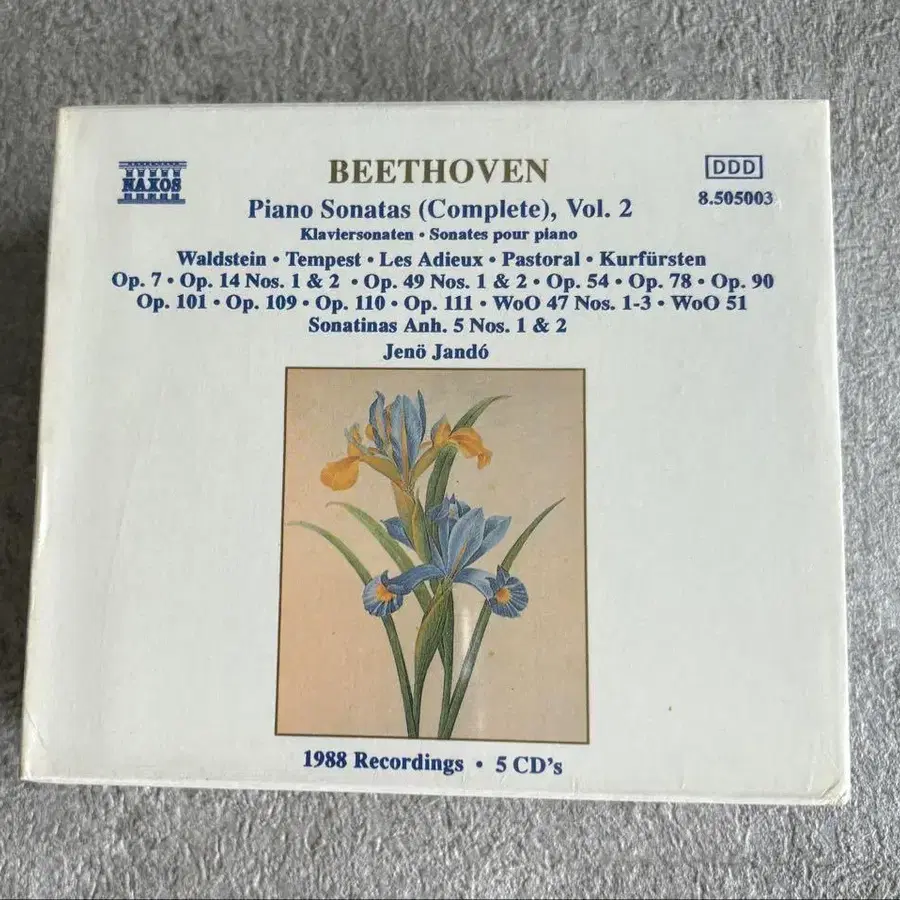 NAXOS
BEETHOVEN
DDD
8.505003
Piano Sonatas (Complete), Vol. 2
Klaviersonaten • Sonates pour piano
Waldstein • Tempest • Les Adieux • Pastoral • Kurfürsten
Op. 7 • Op. 14 Nos. 1 & 2 • Op. 49 Nos. 1 & 2 • Op. 54 • Op. 78 • Op. 90
Op. 101 • Op. 109 • Op. 110 • Op. 111 • WoO 47 Nos. 1-3 • WoO 51
Sonatinas Anh. 5 Nos. 1 & 2
Jenö Jandó
1988 Recordings • 5 CD's